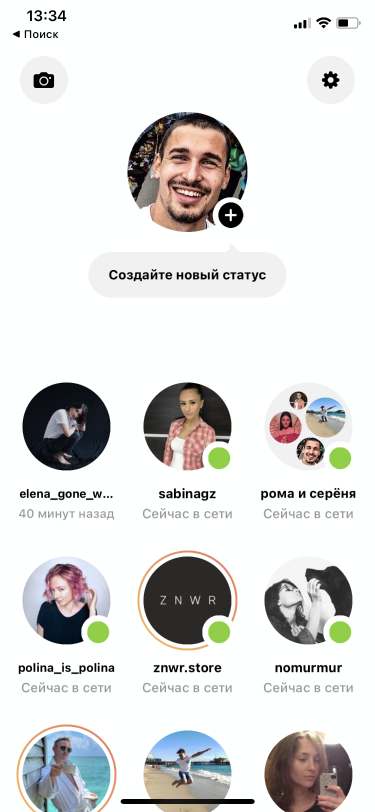 13:34
◀ Поиск
Создайте новый статус
elena_gone_w...
sabinagz
рома и серёня
40 минут назад
Сейчас в сети
Сейчас в сети
Z N W R
polina_is_polina
znwr.store
nomurmur
Сейчас в сети
Сейчас в сети
Сейчас в сети